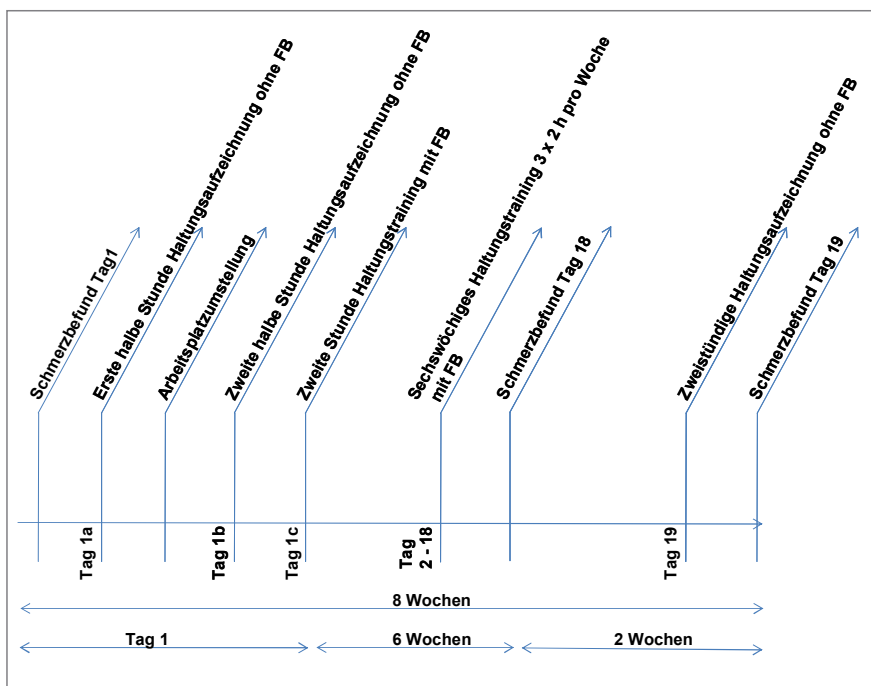 Schmerzbefund Tag1
Erste halbe Stunde Haltungsaufzeichnung ohne FB
Arbeitsplatzumstellung
Zweite halbe Stunde Haltungsaufzeichnung ohne FB
Zweite Stunde Haltungstraining mit FB
Sechswöchiges Haltungstraining 3 x 2 h pro Woche
mit FB
Schmerzbefund Tag 18
Zweistündige Haltungsaufzeichnung ohne FB
Schmerzbefund Tag 19
Tag 1a
Tag 1b
Tag 1c
Tag
2 - 18
Tag 19
8 Wochen
Tag 1
6 Wochen
2 Wochen